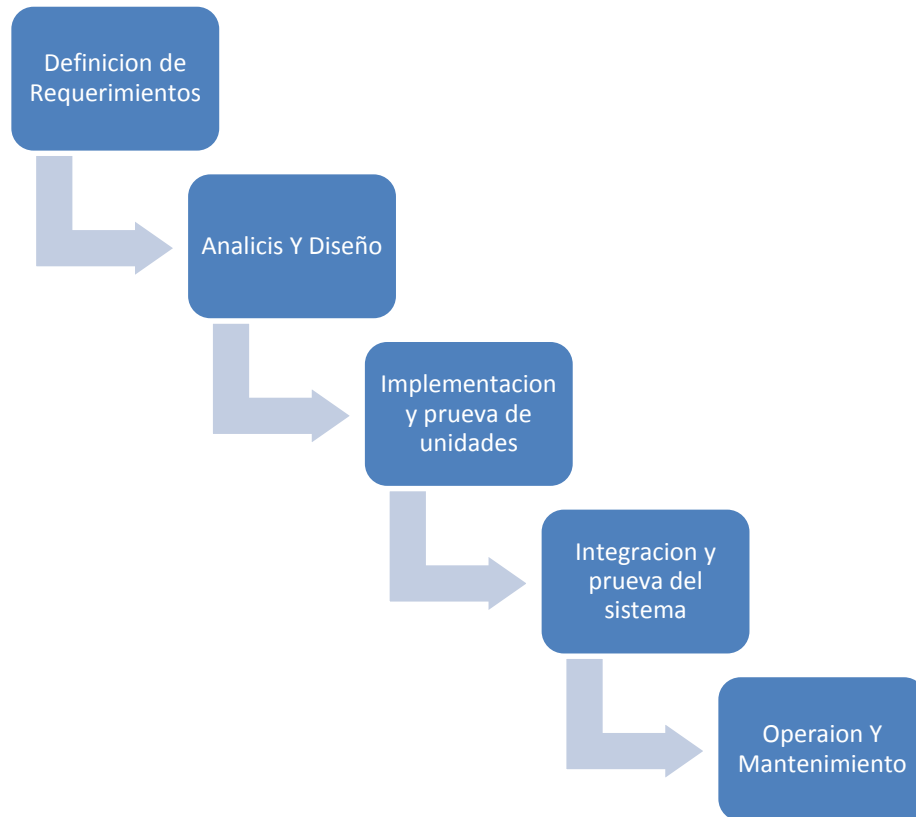 Definicion de
Requerimientos
Analicis Y Diseño
Implementacion
y prueva de
unidades
Integracion y
prueva del
sistema
Operaion Y
Mantenimiento